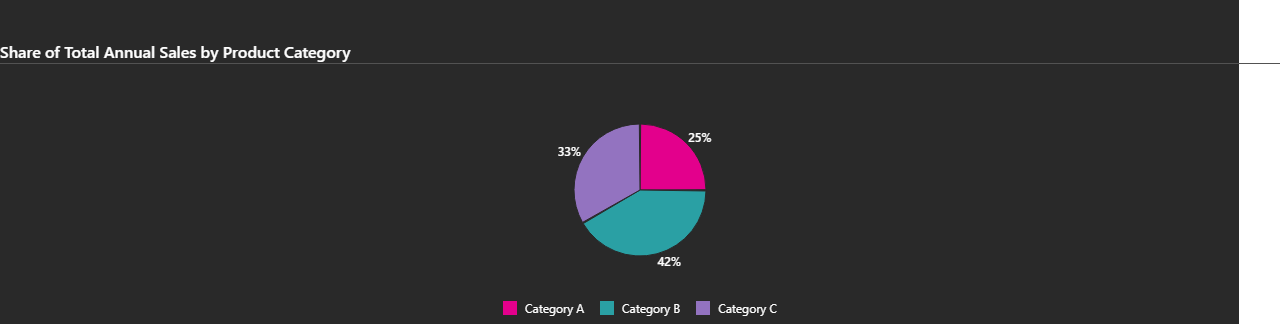 Share of Total Annual Sales by Product Category
25%
33%
42%
Category A Category B Category C